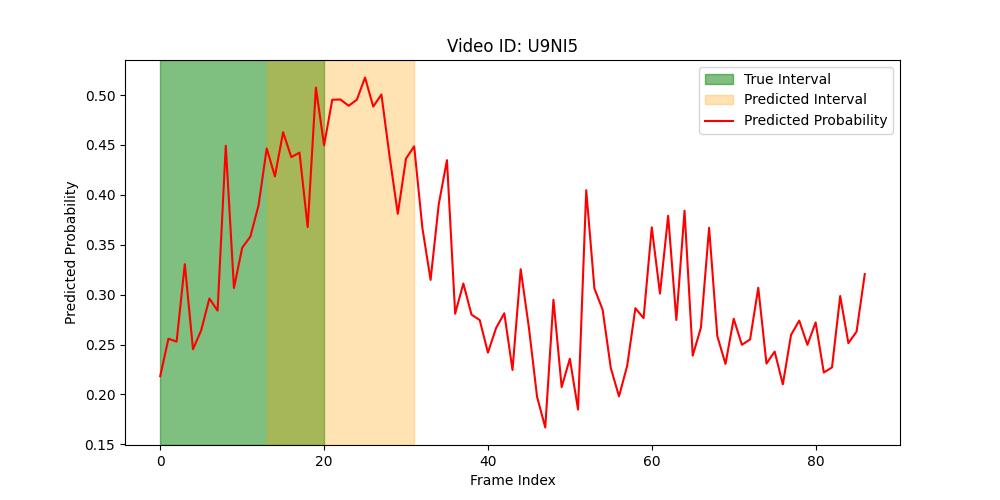 Video ID: U9NI5
True Interval
Predicted Interval
Predicted Probability
Predicted Probability
0.50
0.45
0.40
0.35
0.30
0.25
0.20
0.15
0 20 40 60 80
Frame Index